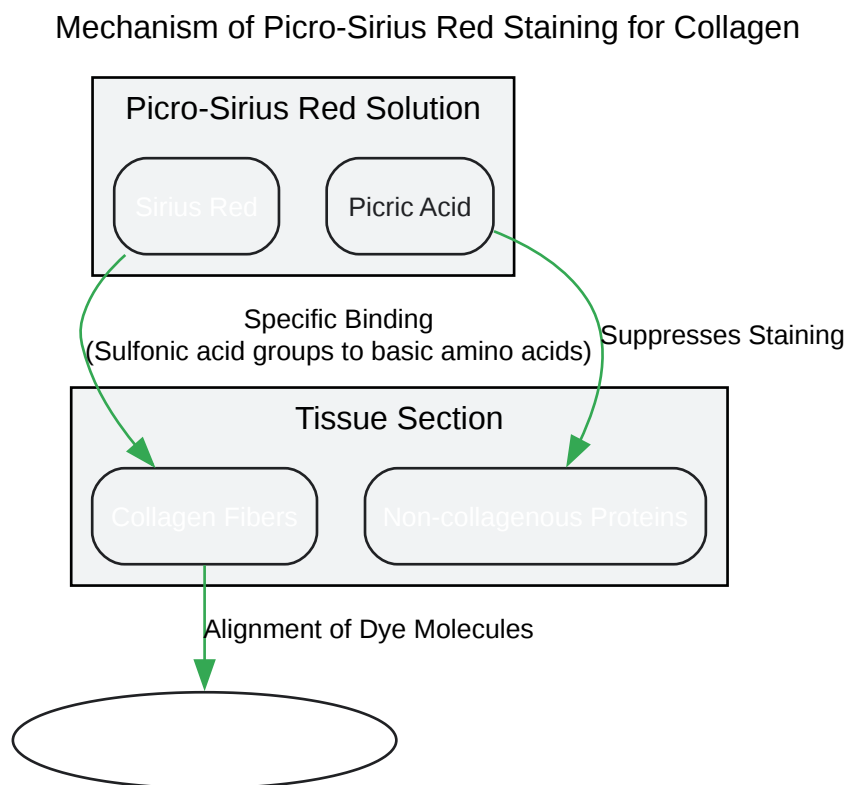 Mechanism of Picro-Sirius Red Staining for Collagen
Picro-Sirius Red Solution
Sirius Red
Picric Acid
Specific Binding
(Sulfonic acid groups to basic amino acids)
Suppresses Staining
Tissue Section
Collagen Fibers
Non-collagenous Proteins
Alignment of Dye Molecules